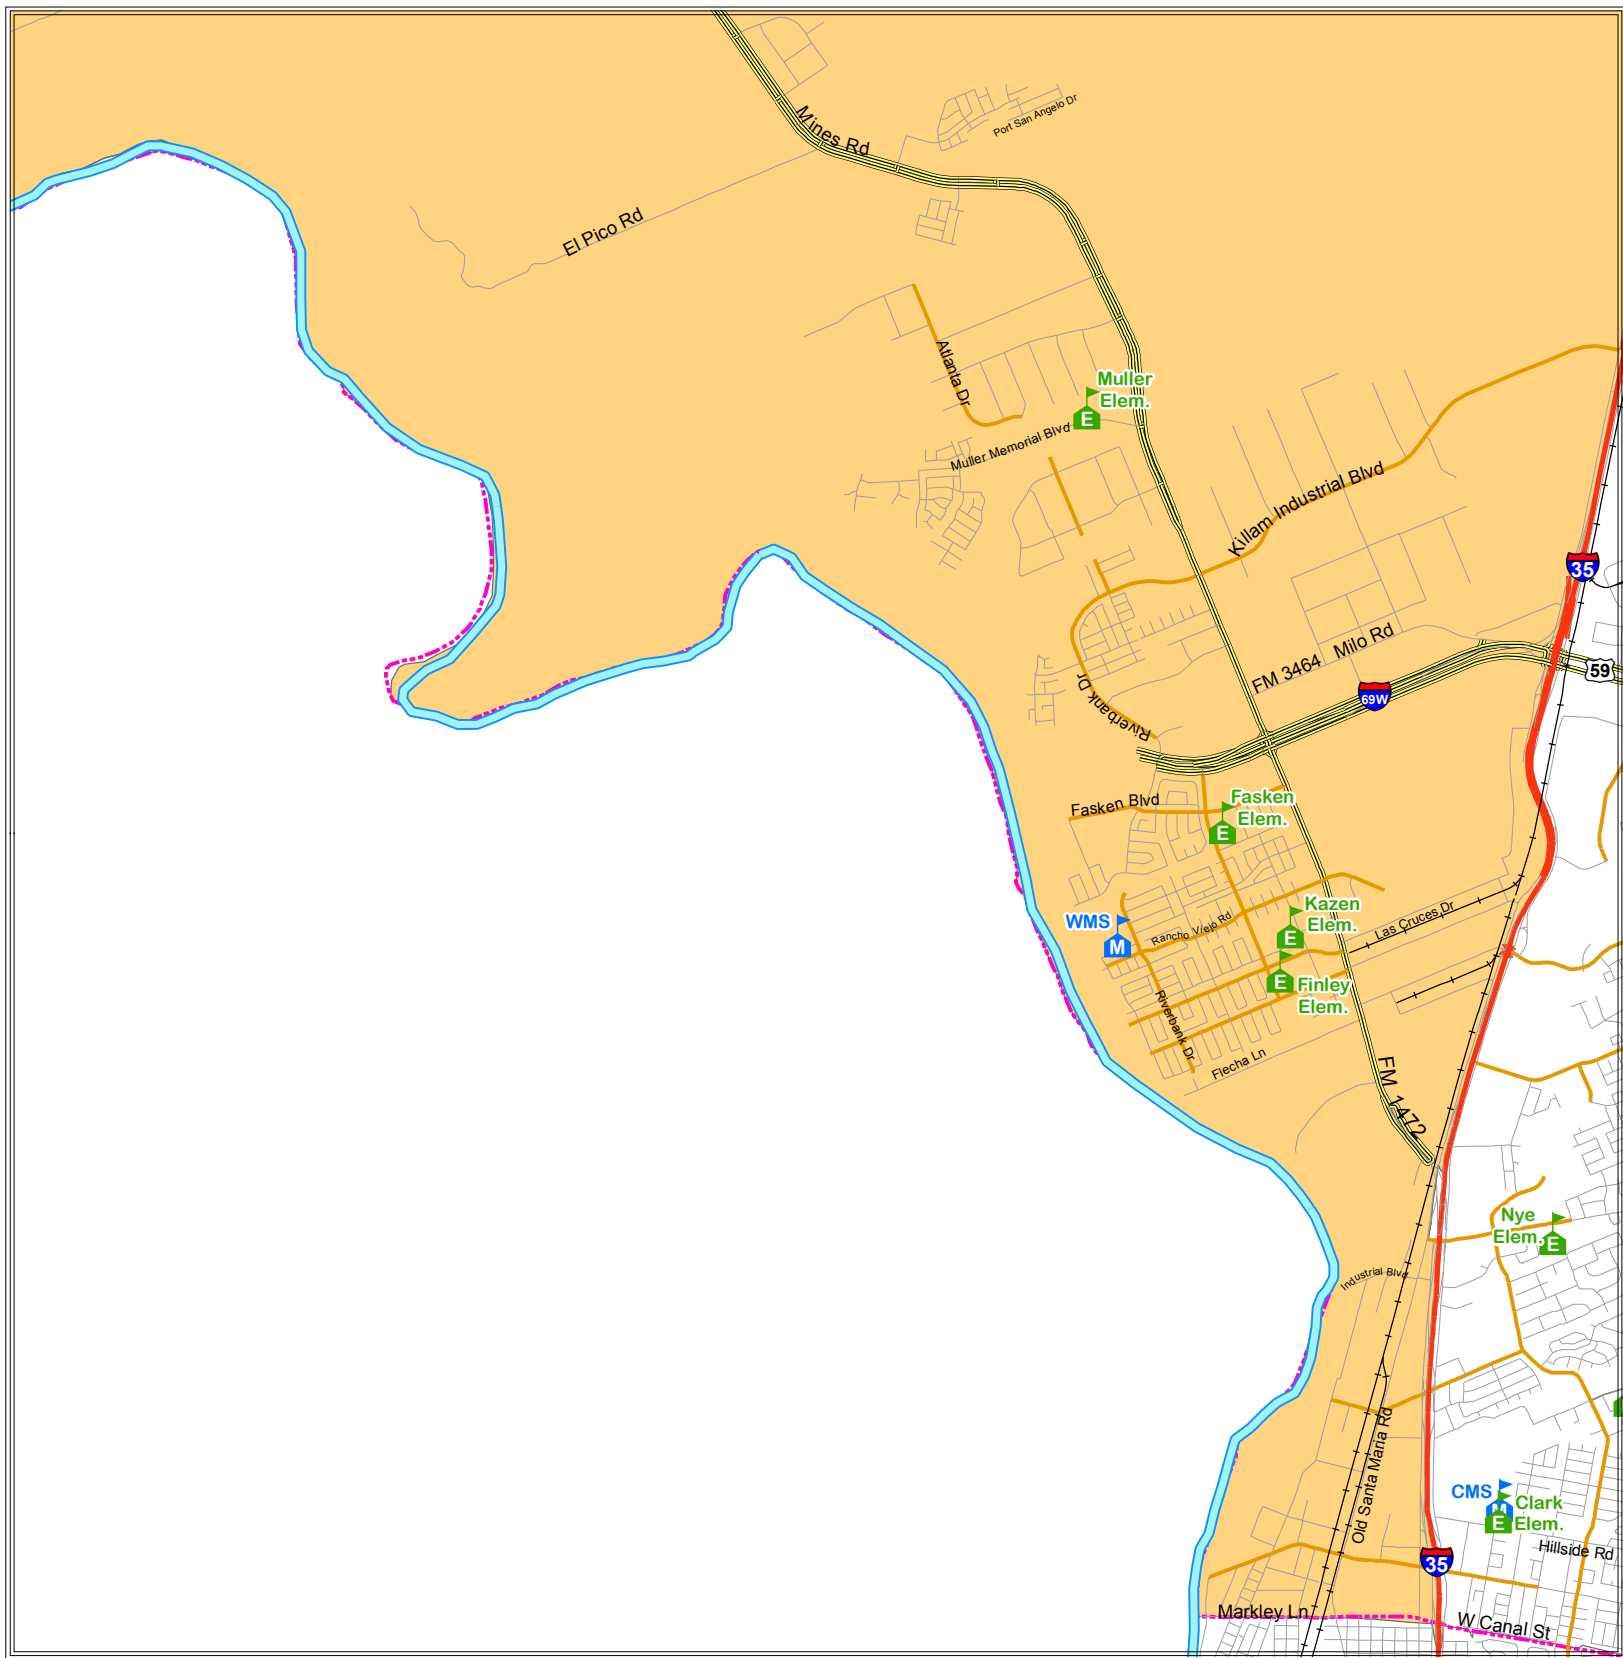 Port San Angelo Dr
Mines Rd
El Pico Rd
Atlanta Dr
Muller
Elem.
E
Muller Memorial Blvd
Killam Industrial Blvd
35
Milo Rd
FM 3464
59
69W
Riverbank Dr
Fasken Blvd
Fasken
Elem.
E
Kazen
Elem.
E
WMS
M
Rancho Viejo Rd
Las Cruces Dr
E
Finley
Elem.
Riverbank Dr
Flecha Ln
FM 1472
Nye
Elem.
E
Industrial Blvd
Old Santa Maria Rd
CMS
Clark
Elem.
E
Hillside Rd
35
Markley Ln
W Canal St